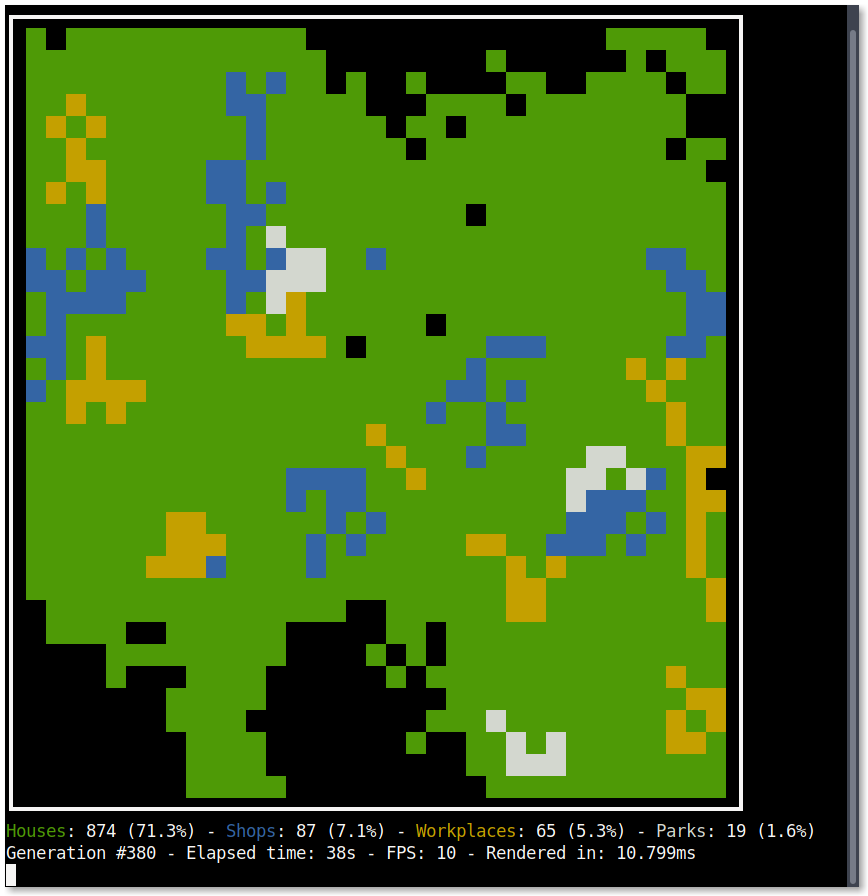 Houses: 874 (71.3%) - Shops: 87 (7.1%) - Workplaces: 65 (5.3%) - Parks: 19 (1.6%)
Generation #380 - Elapsed time: 38s - FPS: 10 - Rendered in: 10.799ms